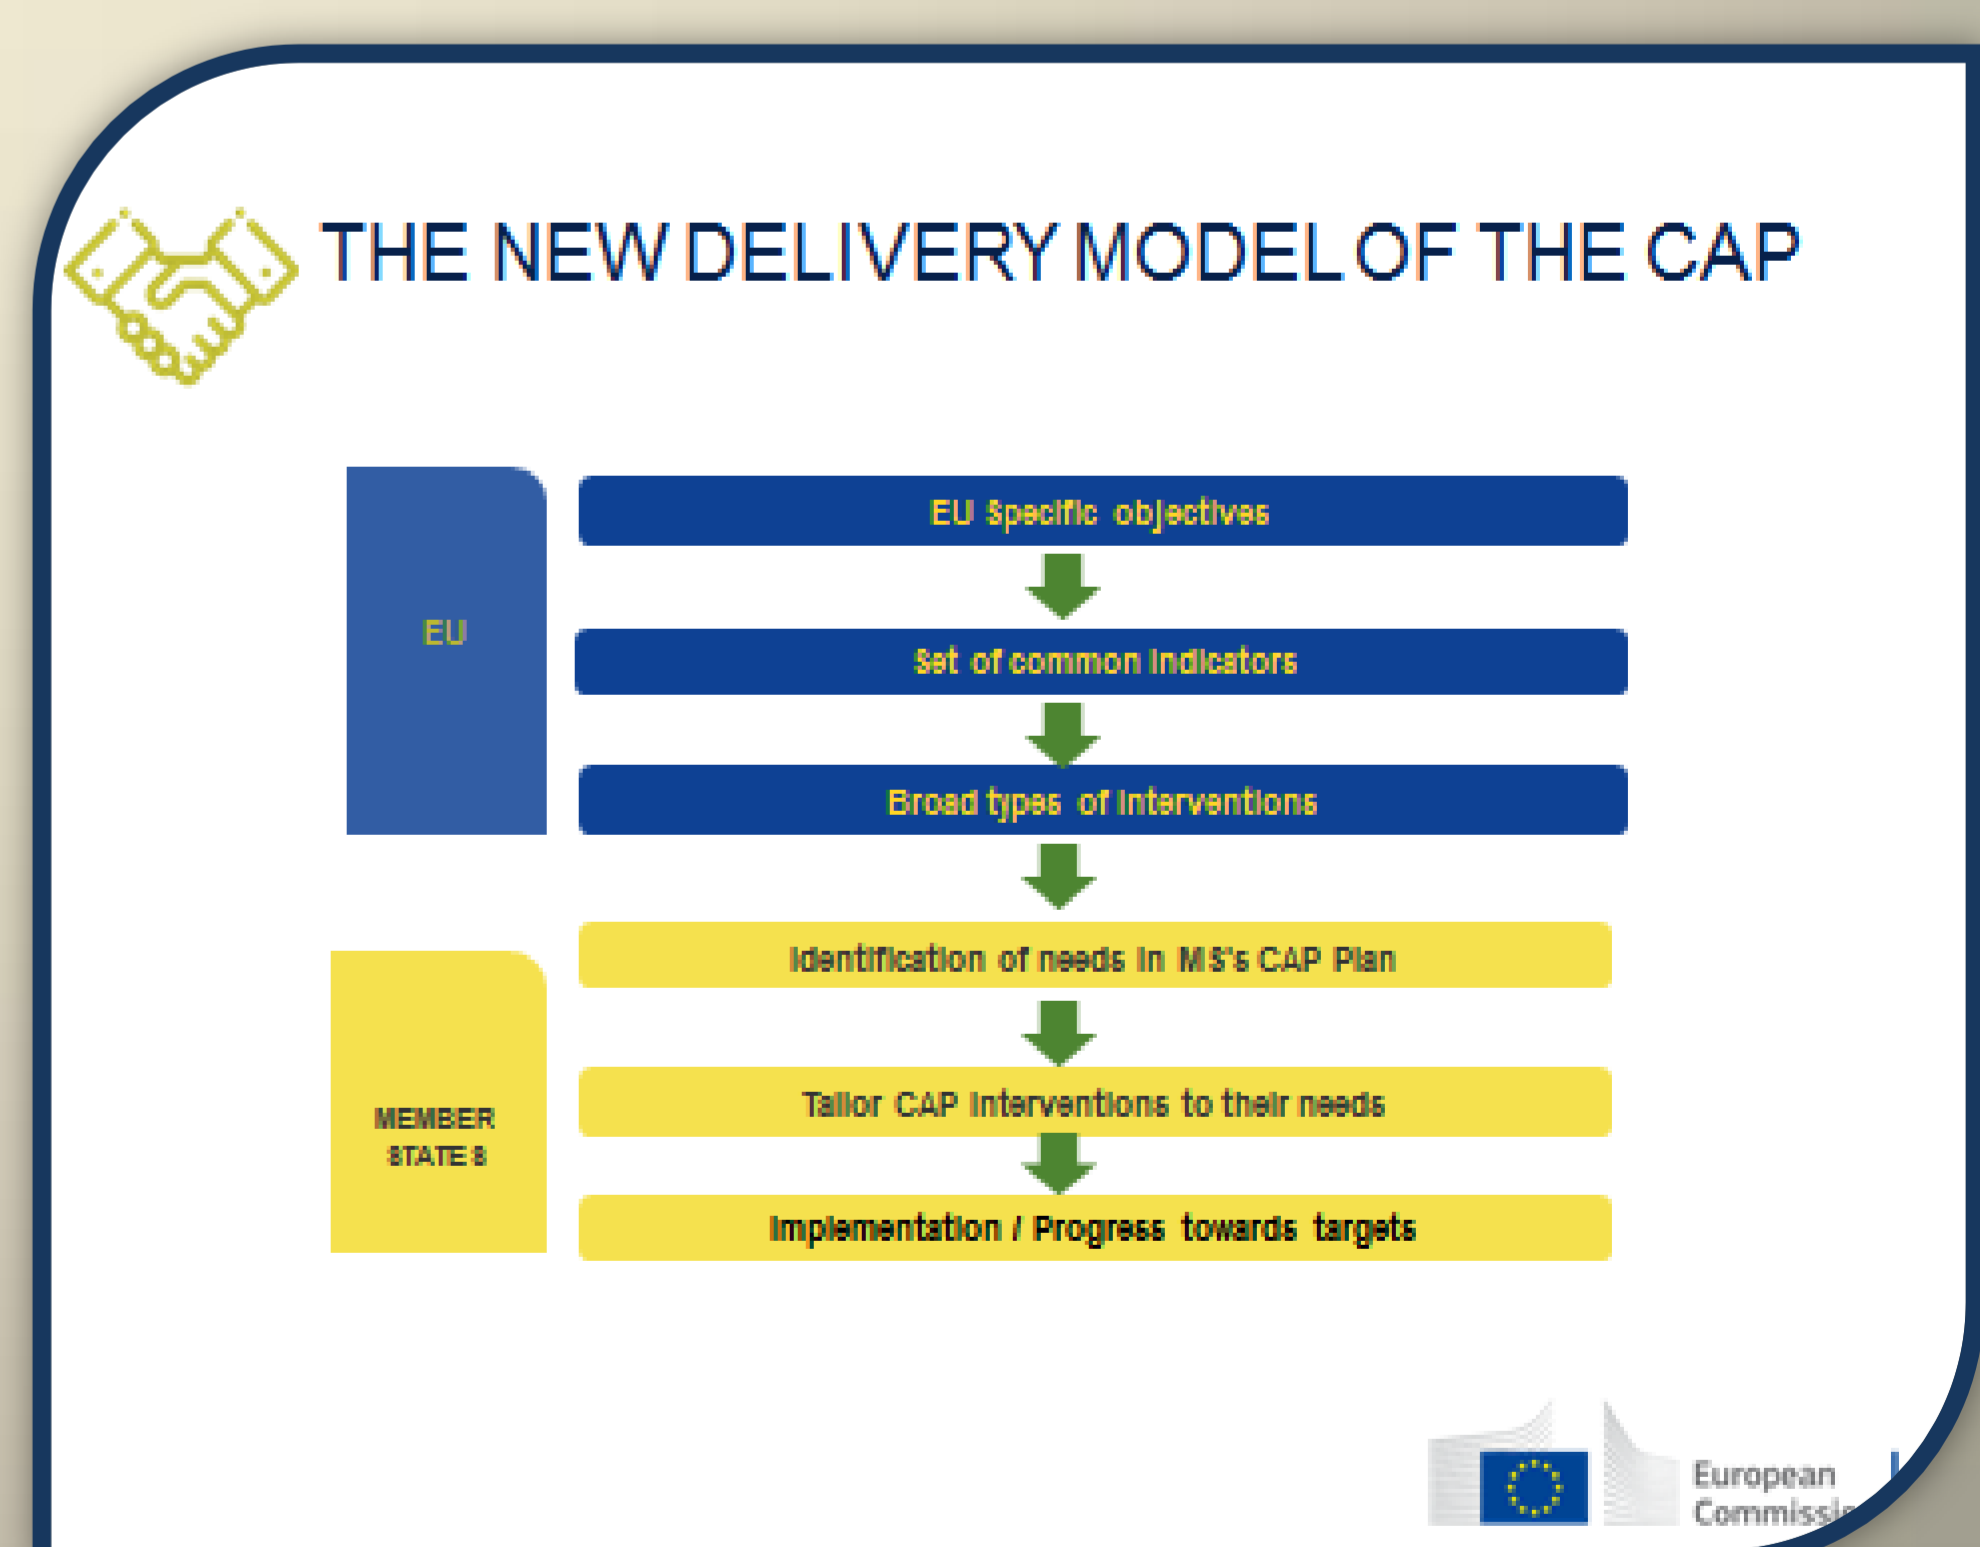 THE NEW DELIVERY MODEL OF THE CAP
EU
EU Specific objectives
Set of common indicators
Broad types of interventions
MEMBER
STATES
Identification of needs in MS's CAP Plan
Tailor CAP interventions to their needs
Implementation / Progress towards targets
European